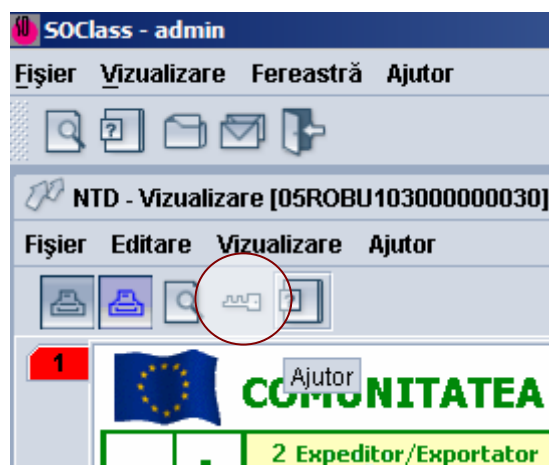 SOClass - admin
Fişier Vizualizare Fereastră Ajutor
NTD - Vizualizare [05ROBU103000000030]
Fişier Editare Vizualizare Ajutor
1
Ajutor
COMUNITATEA
2 Expeditor/Exportator